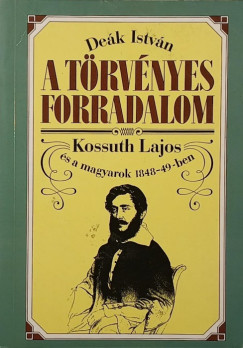 Deák István
A TÖRVÉNYES
FORRADALOM
Kossuth Lajos
és a magyarok 1848-49-ben